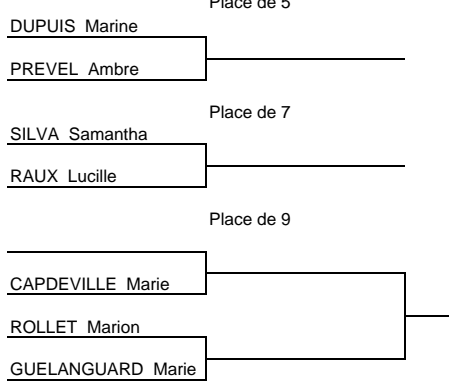 Place de 5
DUPUIS Marine
PREVEL Ambre
Place de 7
SILVA Samantha
RAUX Lucille
Place de 9
CAPDEVILLE Marie
ROLLET Marion
GUELANGUARD Marie